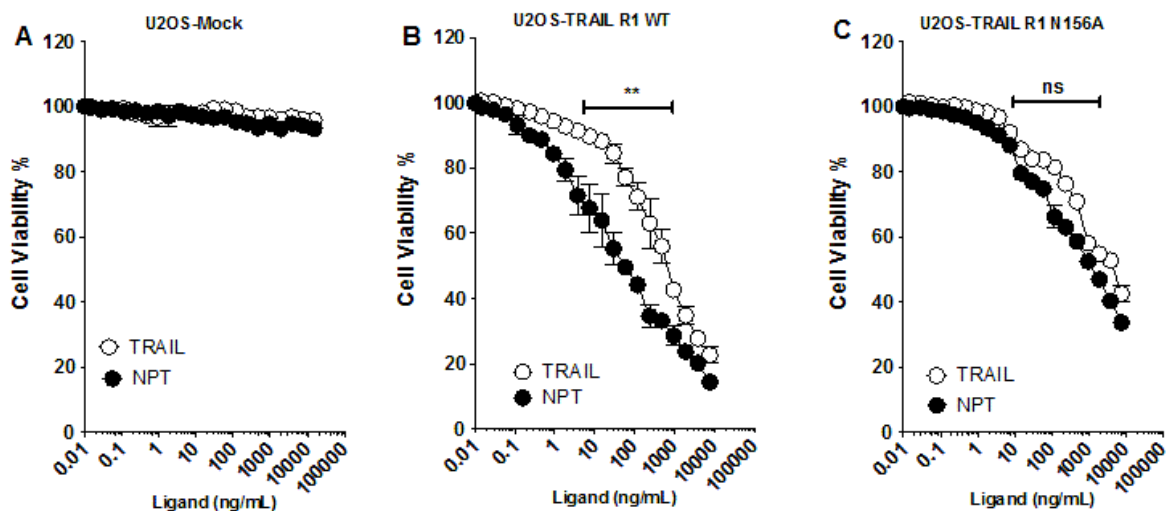 A
U2OS-Mock
120
100
80
60
40
20
0
Cell Viability %
TRAIL
NPT
0.01
0.1
1
10
100
1000
10000
100000
Ligand (ng/mL)
B
U2OS-TRAIL R1 WT
**
120
100
80
60
40
20
0
Cell Viability %
TRAIL
NPT
0.01
0.1
1
10
100
1000
10000
100000
Ligand (ng/mL)
C
U2OS-TRAIL R1 N156A
ns
120
100
80
60
40
20
0
Cell Viability %
TRAIL
NPT
0.01
0.1
1
10
100
1000
10000
100000
Ligand (ng/mL)